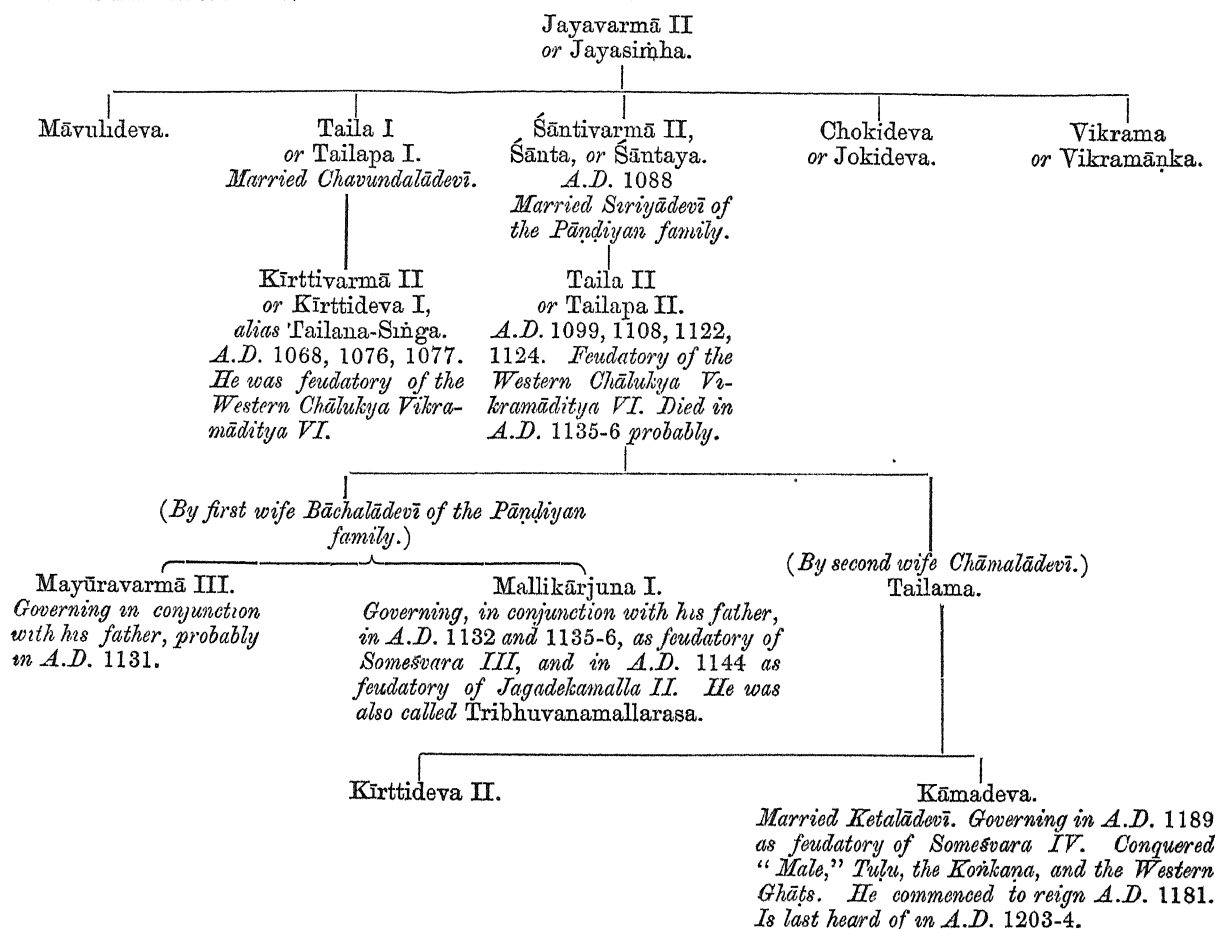 Jayavarmā II
or Jayasiṁha.
Māvulideva.
Taila I
or Tailapa I.
Married Chavundalādevī.
Śāntivarmā II,
Śānta, or Śāntaya.
A.D. 1088
Married Siriyādevī of
the Pāṇḍiyan family.
Chokideva
or Jokideva.
Vikrama
or Vikramāṇka.
Kīrttivarmā II
or Kīrttideva I,
alias Tailana-Siṅga.
A.D. 1068, 1076, 1077.
He was feudatory of the
Western Chālukya Vikra-
māditya VI.
Taila II
or Tailapa II.
A.D. 1099, 1108, 1122,
1124. Feudatory of the
Western Chālukya Vi-
kramāditya VI. Died in
A.D. 1135-6 probably.
(By first wife Bāchaladevī of the Pāṇḍiyan
family.)
Mayūravarmā III.
Governing in conjunction
with his father, probably
in A.D. 1131.
Mallikārjuna I.
Governing, in conjunction with his father,
in A.D. 1132 and 1135-6, as feudatory of
Someśvara III, and in A.D. 1144 as
feudatory of Jagadekamalla II. He was
also called Tribhuvanamallarasa.
(By second wife Chāmalādevī.)
Tailama.
Kīrttideva II.
Kāmadeva.
Married Ketalādevī. Governing in A.D. 1189
as feudatory of Someśvara IV. Conquered
“Male,” Tuḷu, the Koṅkaṇa, and the Western
Ghāṭs. He commenced to reign A.D. 1181.
Is last heard of in A.D. 1203-4.